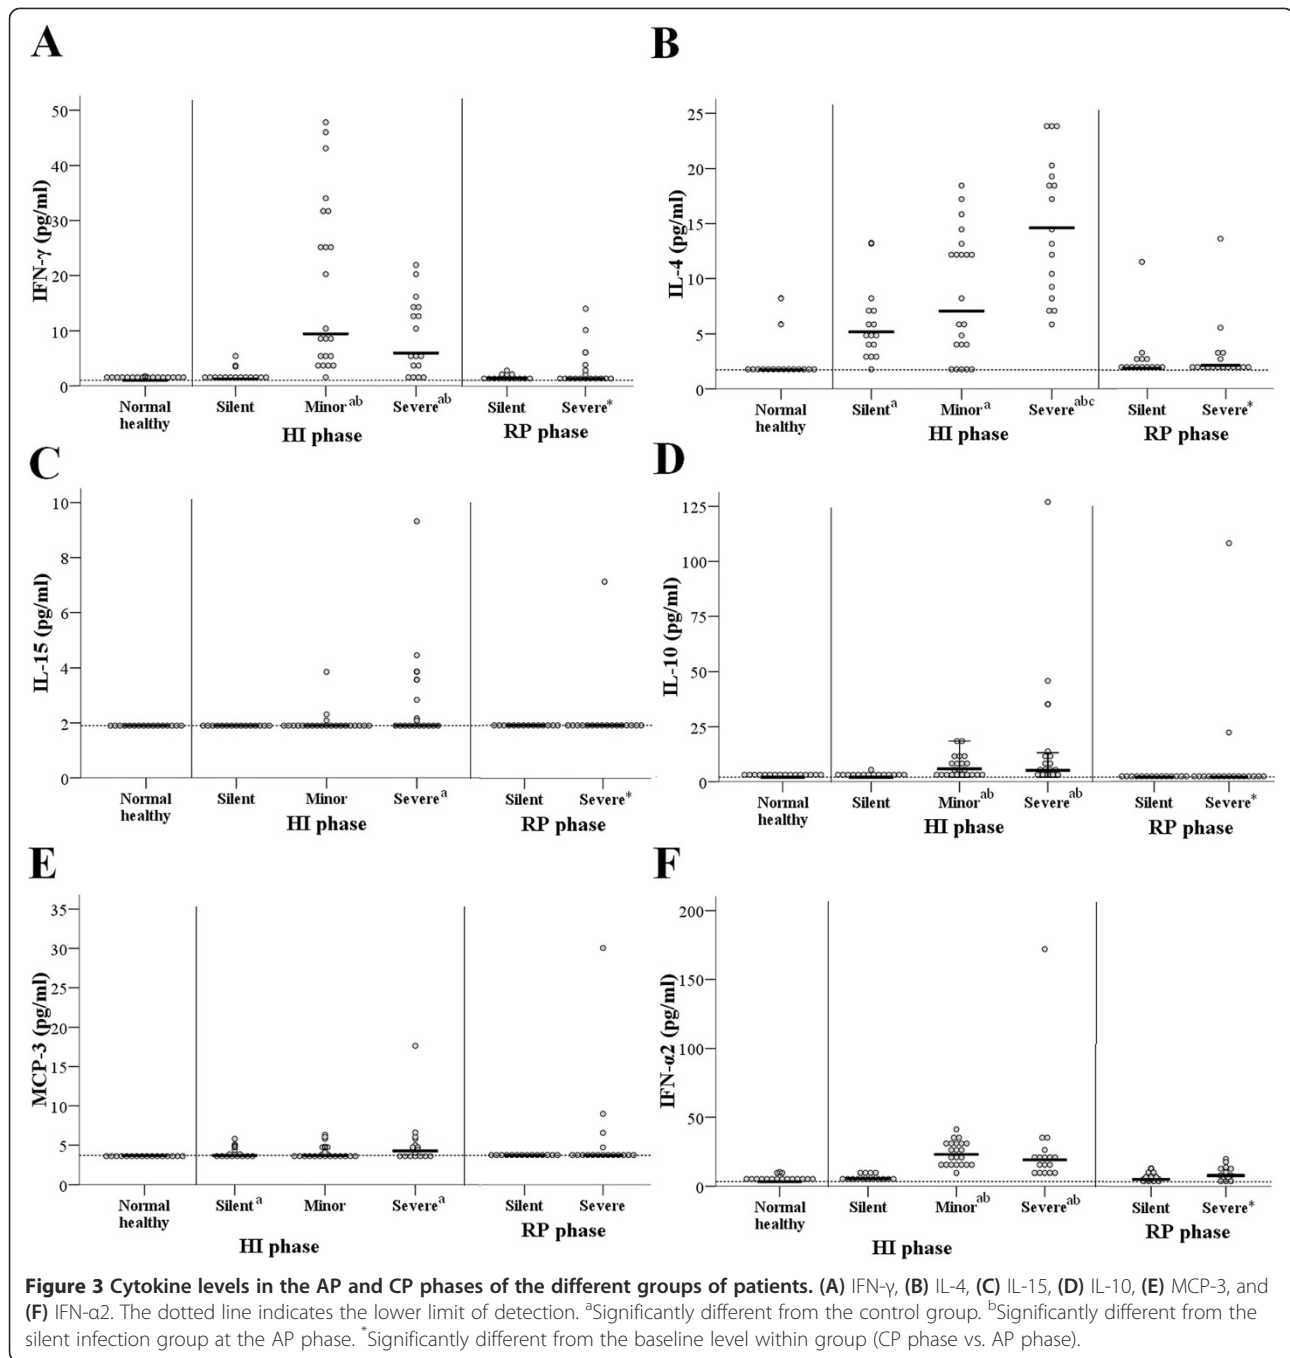 A
IFN-γ (pg/ml)
50
40
30
20
10
0
Normal healthy
Silent
Minor^ab
Severe^ab
HI phase
Silent
Severe*
RP phase
B
IL-4 (pg/ml)
25
20
15
10
5
0
Normal healthy
Silent^a
Minor^a
Severe^abc
HI phase
Silent
Severe*
RP phase
C
IL-15 (pg/ml)
10
8
6
4
2
0
Normal healthy
Silent
Minor
Severe^a
HI phase
Silent
Severe*
RP phase
D
IL-10 (pg/ml)
125
100
75
50
25
0
Normal healthy
Silent
Minor^ab
Severe^ab
HI phase
Silent
Severe*
RP phase
E
MCP-3 (pg/ml)
35
30
25
20
15
10
5
0
Normal healthy
Silent^a
Minor
Severe^a
HI phase
Silent
Severe
RP phase
F
IFN-α2 (pg/ml)
200
150
100
50
0
Normal healthy
Silent
Minor^ab
Severe^ab
HI phase
Silent
Severe*
RP phase
Figure 3 Cytokine levels in the AP and CP phases of the different groups of patients. (A) IFN-γ, (B) IL-4, (C) IL-15, (D) IL-10, (E) MCP-3, and
(F) IFN-α2. The dotted line indicates the lower limit of detection. ^aSignificantly different from the control group. ^bSignificantly different from the
silent infection group at the AP phase. *Significantly different from the baseline level within group (CP phase vs. AP phase).